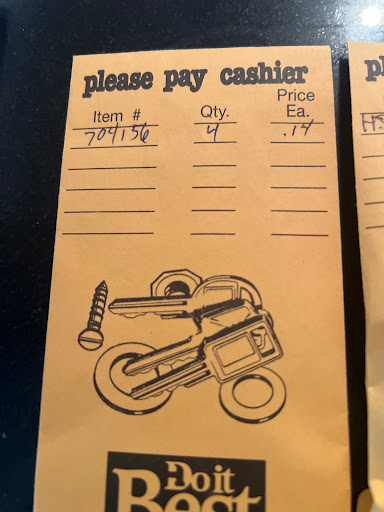 please pay cashier
Item # Qty. Price Ea.
704156 4 .14
Do it
Best